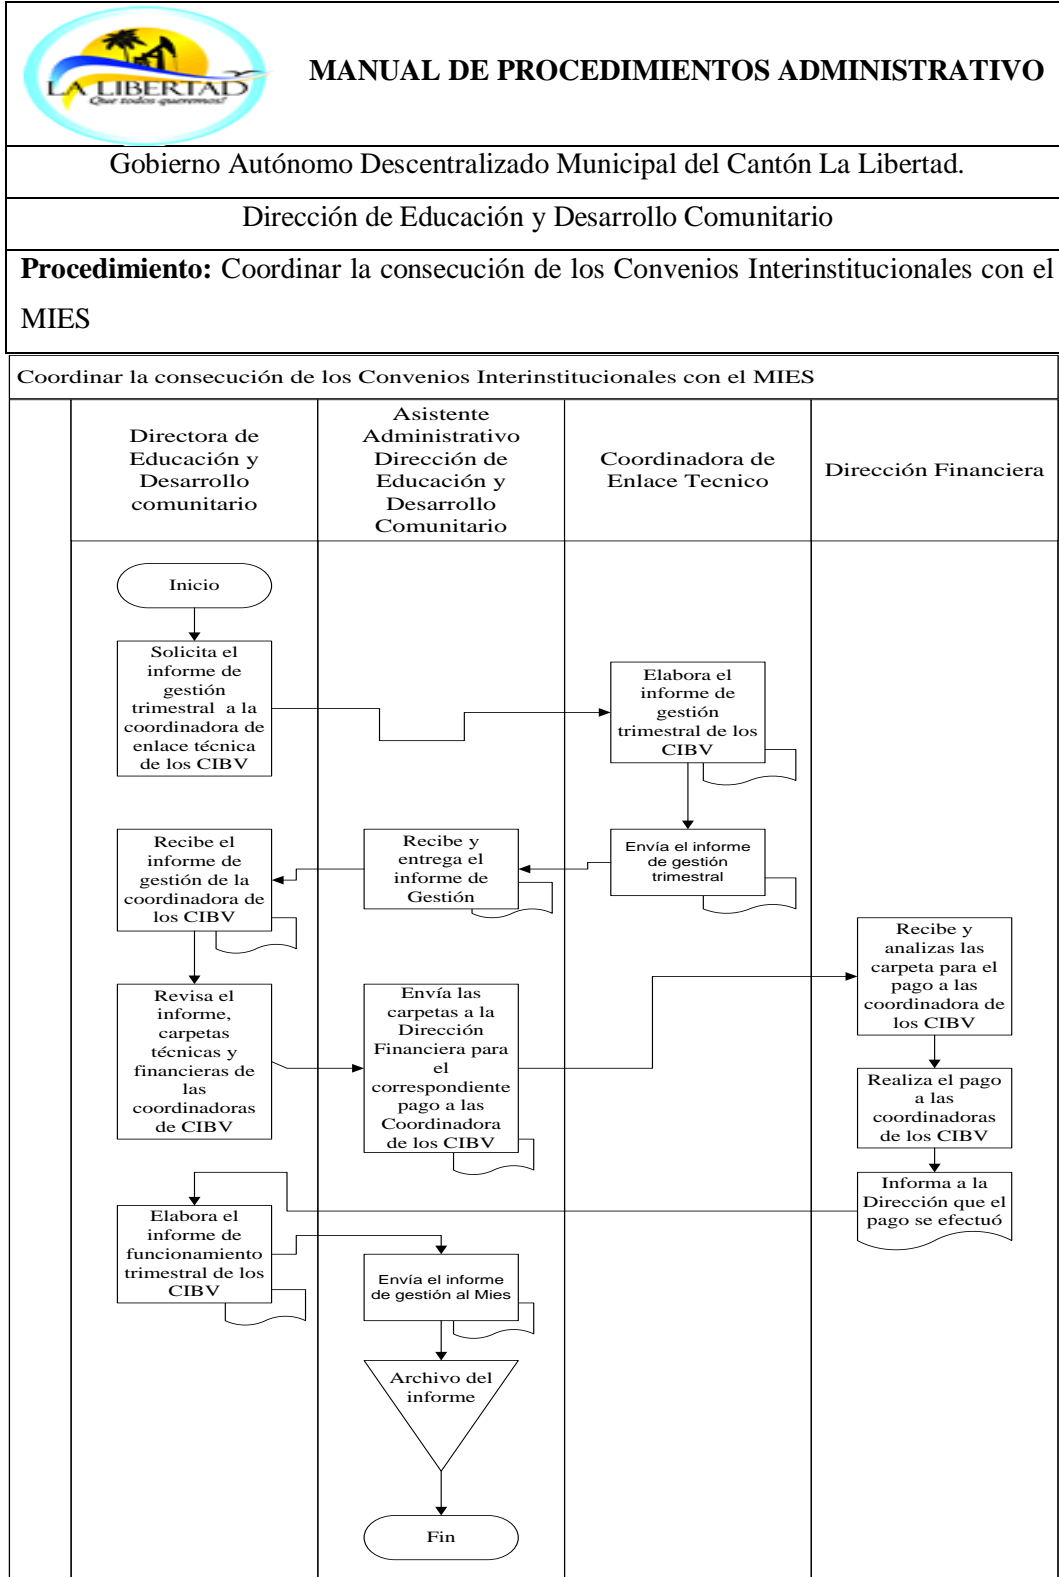 LA LIBERTAD
Que todos queremos!
MANUAL DE PROCEDIMIENTOS ADMINISTRATIVO
Gobierno Autónomo Descentralizado Municipal del Cantón La Libertad.
Dirección de Educación y Desarrollo Comunitario
Procedimiento: Coordinar la consecución de los Convenios Interinstitucionales con el
MIES
Coordinar la consecución de los Convenios Interinstitucionales con el MIES
Directora de
Educación y
Desarrollo
comunitario
Asistente
Administrativo
Dirección de
Educación y
Desarrollo
Comunitario
Coordinadora de
Enlace Tecnico
Dirección Financiera
Inicio
Solicita el
informe de
gestión
trimestral a la
coordinadora de
enlace técnica
de los CIBV
Elabora el
informe de
gestión
trimestral de los
CIBV
Envía el informe
de gestión
trimestral
Recibe y
entrega el
informe de
Gestión
Recibe el
informe de
gestión de la
coordinadora de
los CIBV
Revisa el
informe,
carpetas
técnicas y
financieras de
las
coordinadoras
de CIBV
Envía las
carpetas a la
Dirección
Financiera para
el
correspondiente
pago a las
Coordinadora
de los CIBV
Recibe y
analizas las
carpeta para el
pago a las
coordinadora de
los CIBV
Realiza el pago
a las
coordinadoras
de los CIBV
Informa a la
Dirección que el
pago se efectuó
Elabora el
informe de
funcionamiento
trimestral de los
CIBV
Envía el informe
de gestión al Mies
Archivo del
informe
Fin